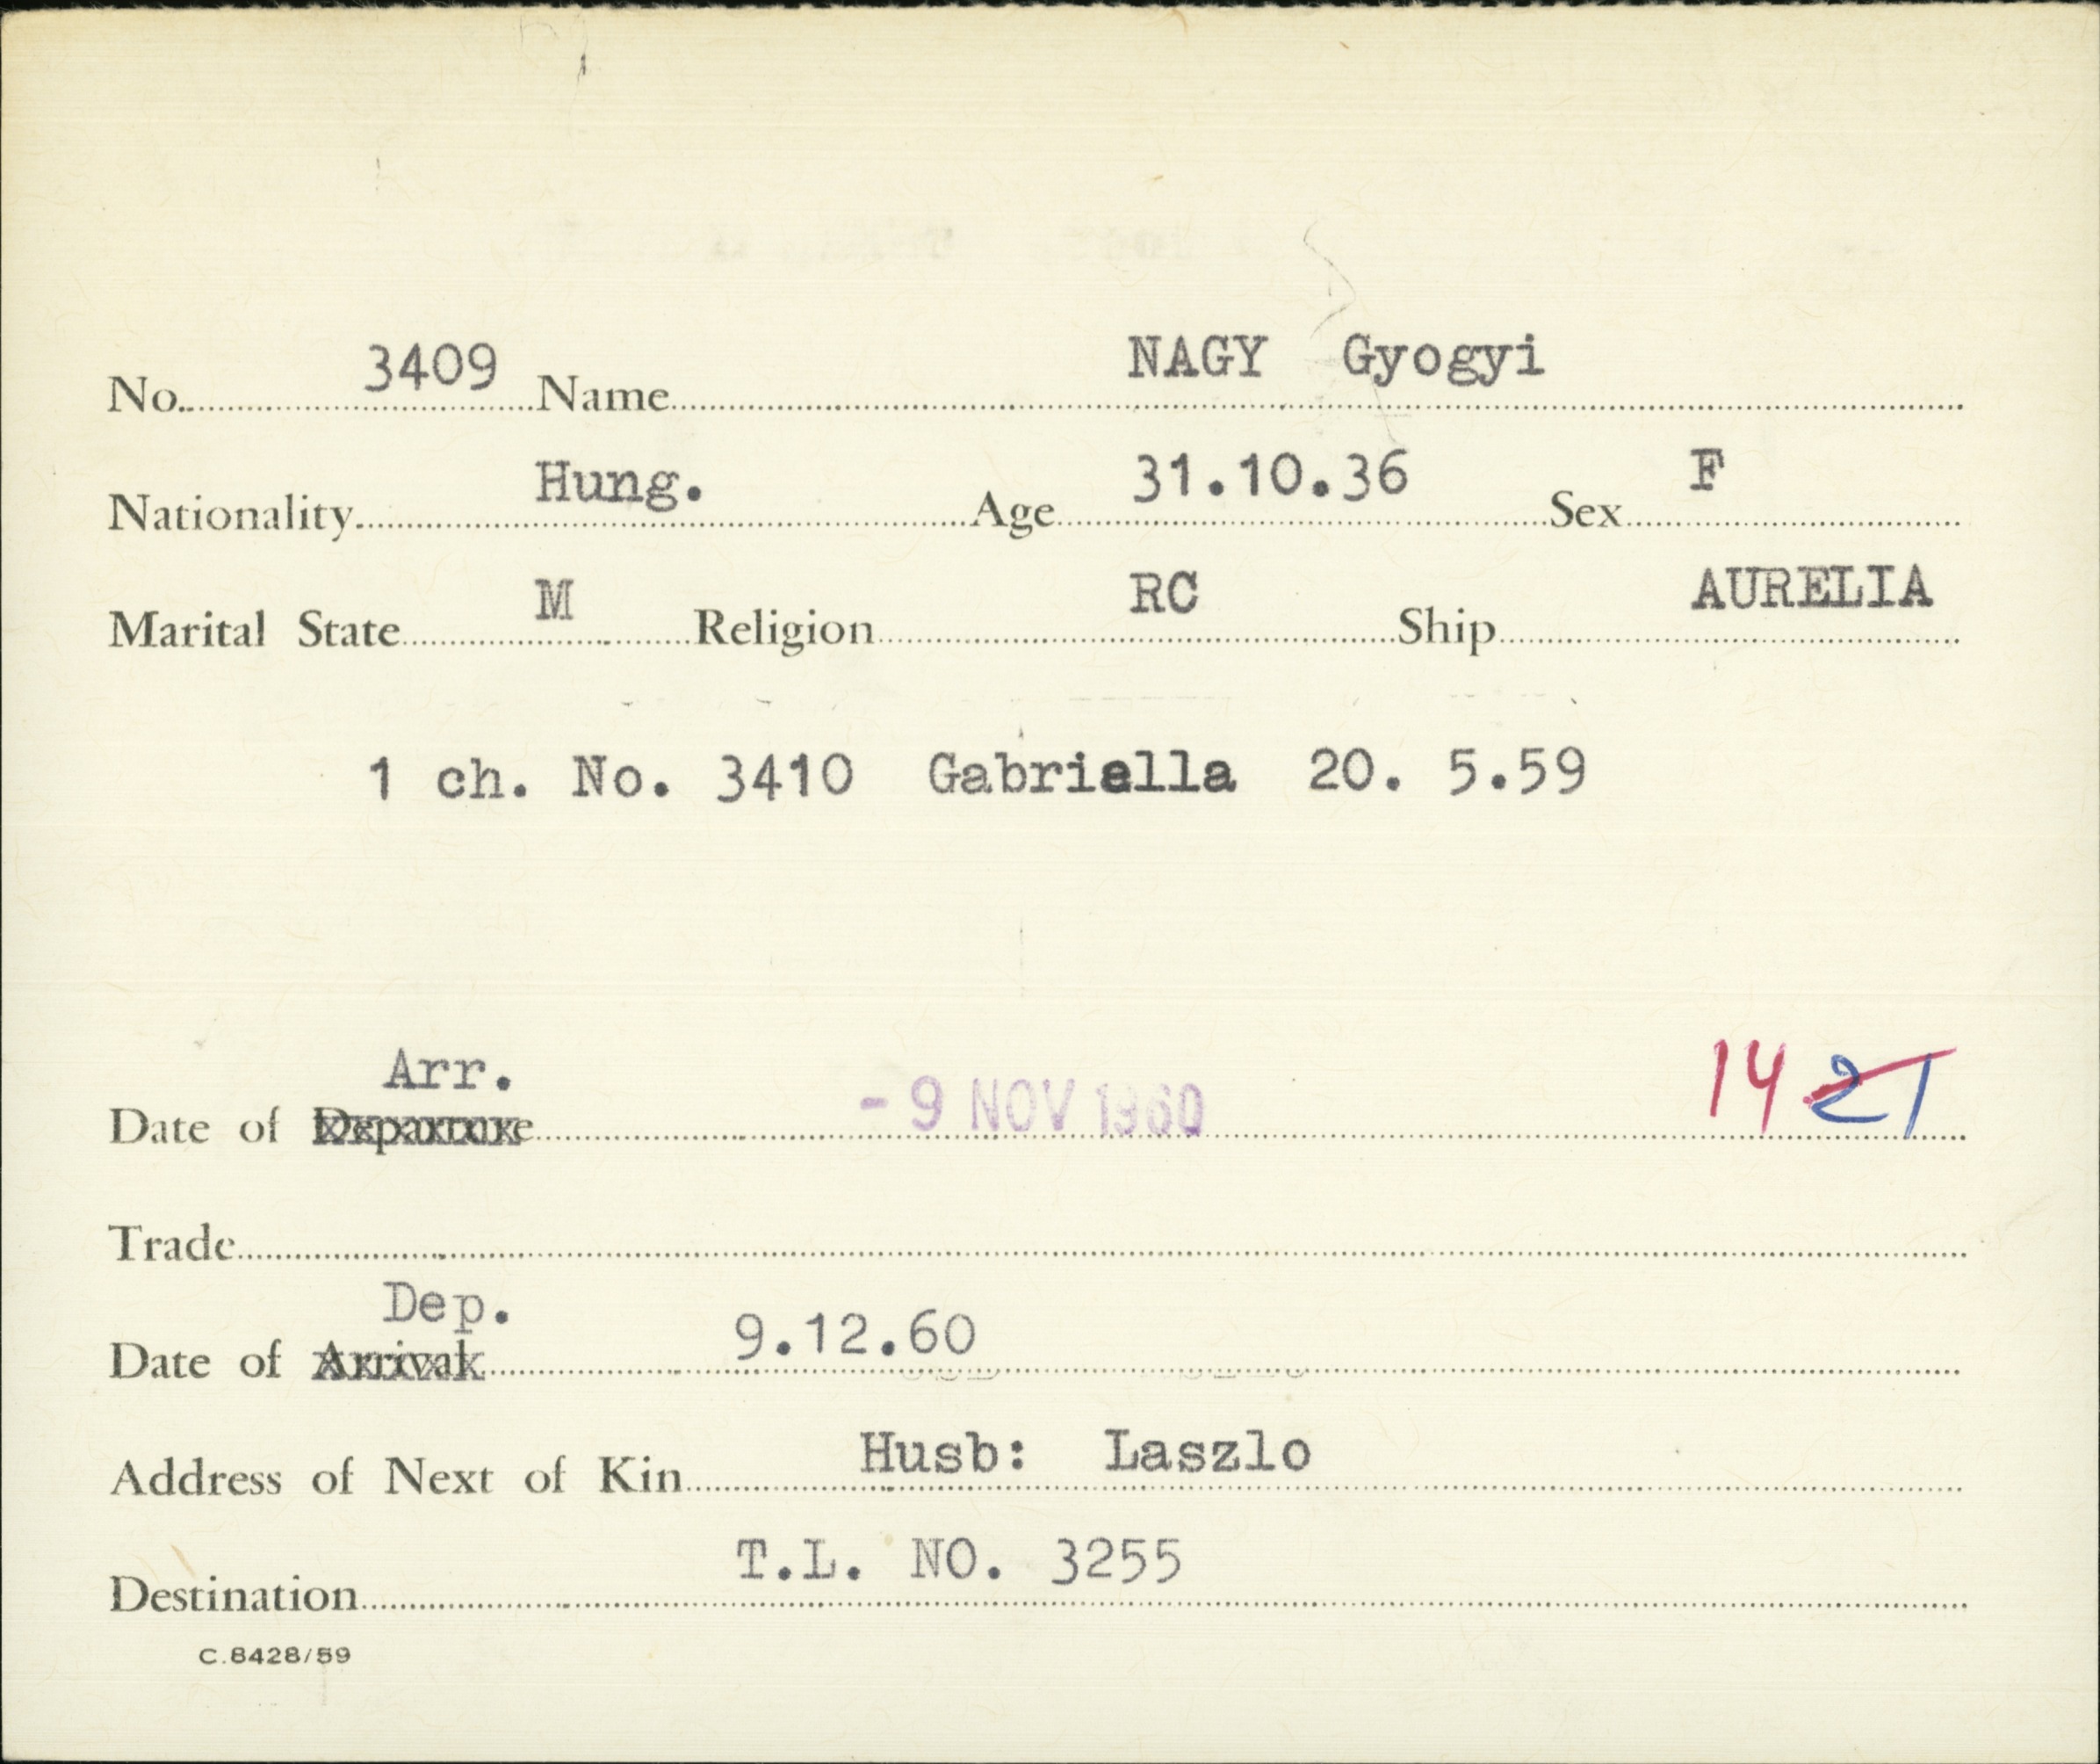 No. 3409 Name NAGY Gyogyi
Nationality Hung. Age 31.10.36 Sex F
Marital State M Religion RC Ship AURELIA
1 ch. No. 3410 Gabriella 20. 5.59
Arr.
Date of Departure - 9 NOV 1960 14 21
Trade
Dep.
Date of Arrival 9.12.60
Address of Next of Kin Husb: Laszlo
Destination T.L. NO. 3255
C.8428/59